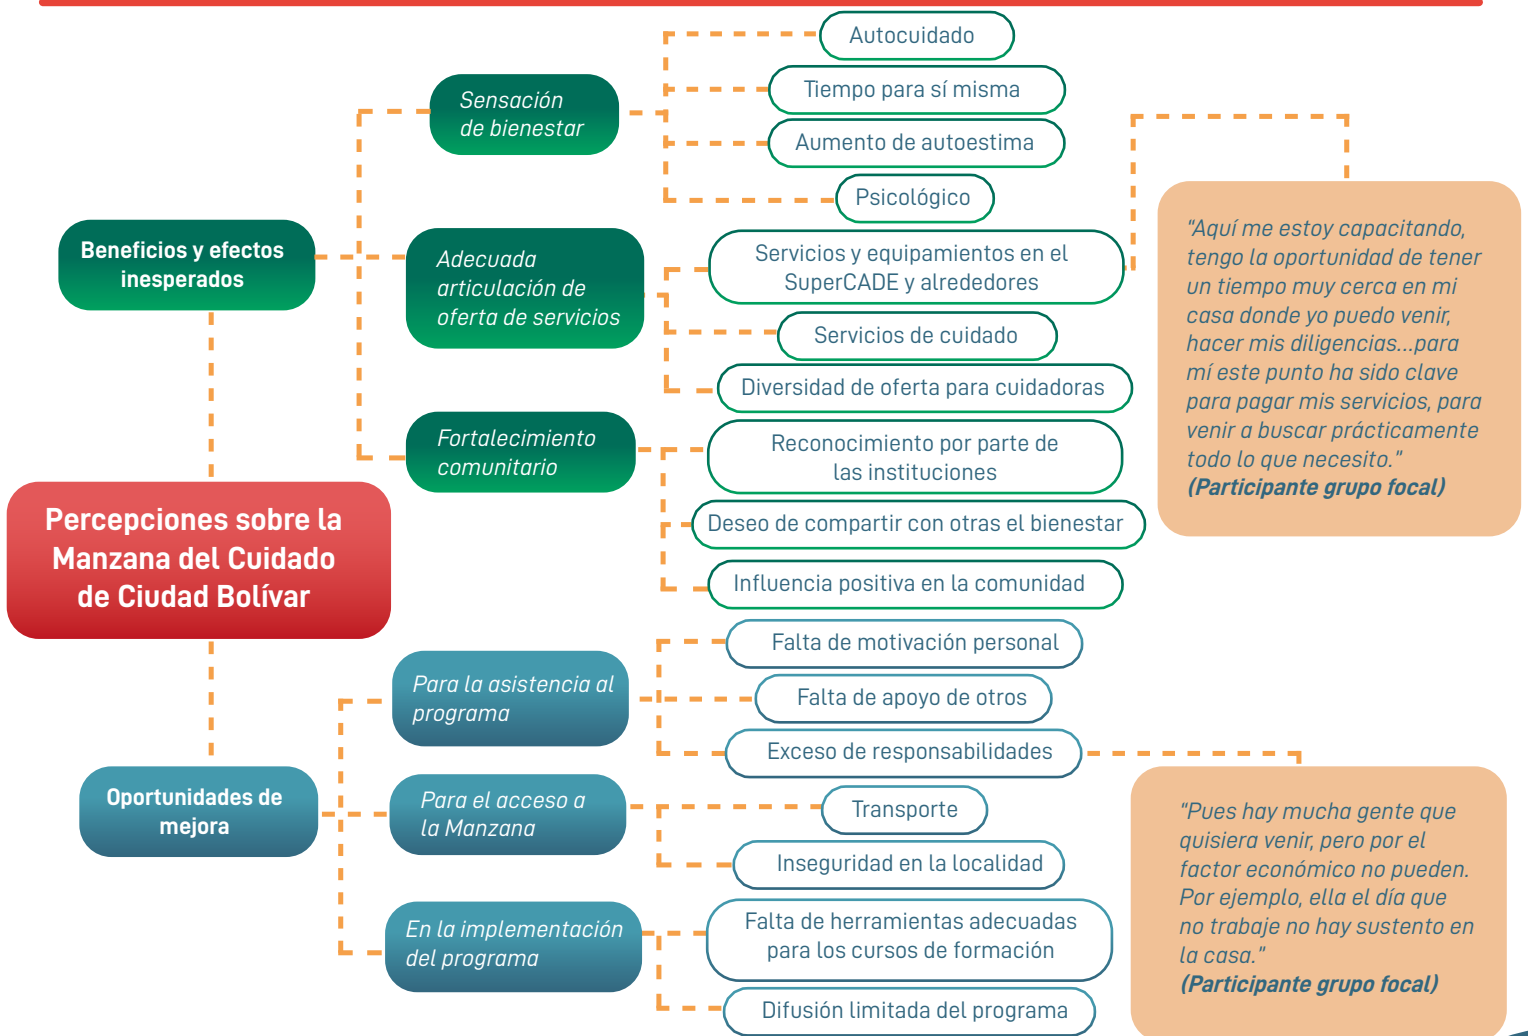 Percepciones sobre la
Manzana del Cuidado
de Ciudad Bolívar
Beneficios y efectos
inesperados
Sensación
de bienestar
Autocuidado
Tiempo para sí misma
Aumento de autoestima
Psicológico
Adecuada
articulación de
oferta de servicios
Servicios y equipamientos en el
SuperCADE y alrededores
Servicios de cuidado
Diversidad de oferta para cuidadoras
"Aquí me estoy capacitando,
tengo la oportunidad de tener
un tiempo muy cerca en mi
casa donde yo puedo venir,
hacer mis diligencias...para
mí este punto ha sido clave
para pagar mis servicios, para
venir a buscar prácticamente
todo lo que necesito."
(Participante grupo focal)
Fortalecimiento
comunitario
Reconocimiento por parte de
las instituciones
Deseo de compartir con otras el bienestar
Influencia positiva en la comunidad
Oportunidades de
mejora
Para la asistencia al
programa
Falta de motivación personal
Falta de apoyo de otros
Exceso de responsabilidades
"Pues hay mucha gente que
quisiera venir, pero por el
factor económico no pueden.
Por ejemplo, ella el día que
no trabaje no hay sustento en
la casa."
(Participante grupo focal)
Para el acceso a
la Manzana
Transporte
Inseguridad en la localidad
En la implementación
del programa
Falta de herramientas adecuadas
para los cursos de formación
Difusión limitada del programa